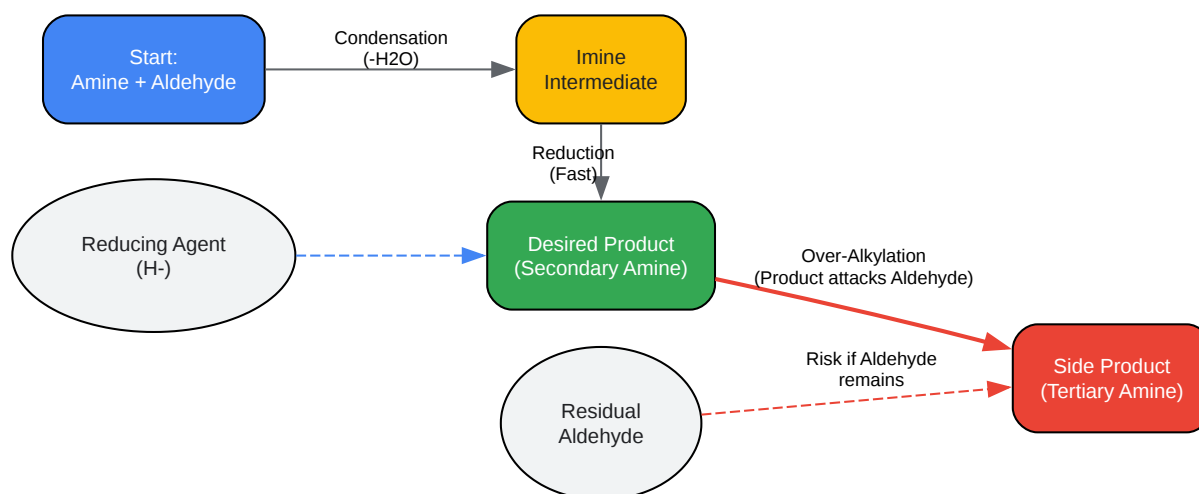 Start:
Amine + Aldehyde
Condensation
(-H2O)
Imine
Intermediate
Reduction
(Fast)
Reducing Agent
(H-)
Desired Product
(Secondary Amine)
Over-Alkylation
(Product attacks Aldehyde)
Risk if Aldehyde
remains
Side Product
(Tertiary Amine)
Residual
Aldehyde